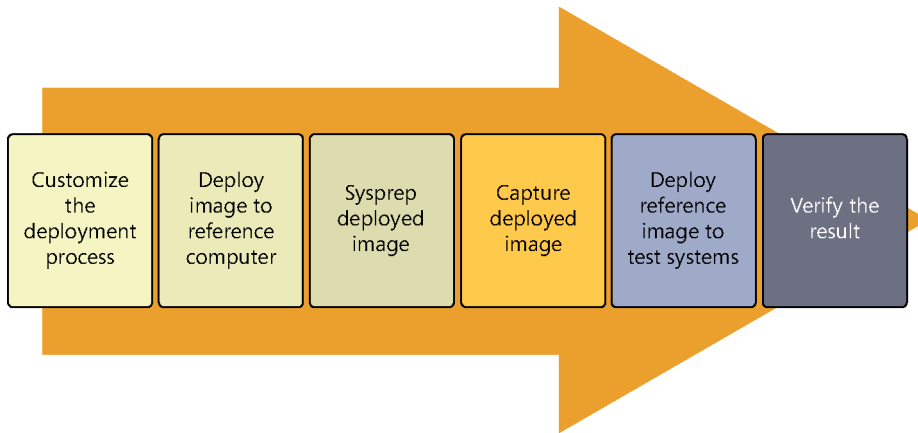 Customize
the
deployment
process
Deploy
image to
reference
computer
Sysprep
deployed
image
Capture
deployed
image
Deploy
reference
image to
test systems
Verify the
result